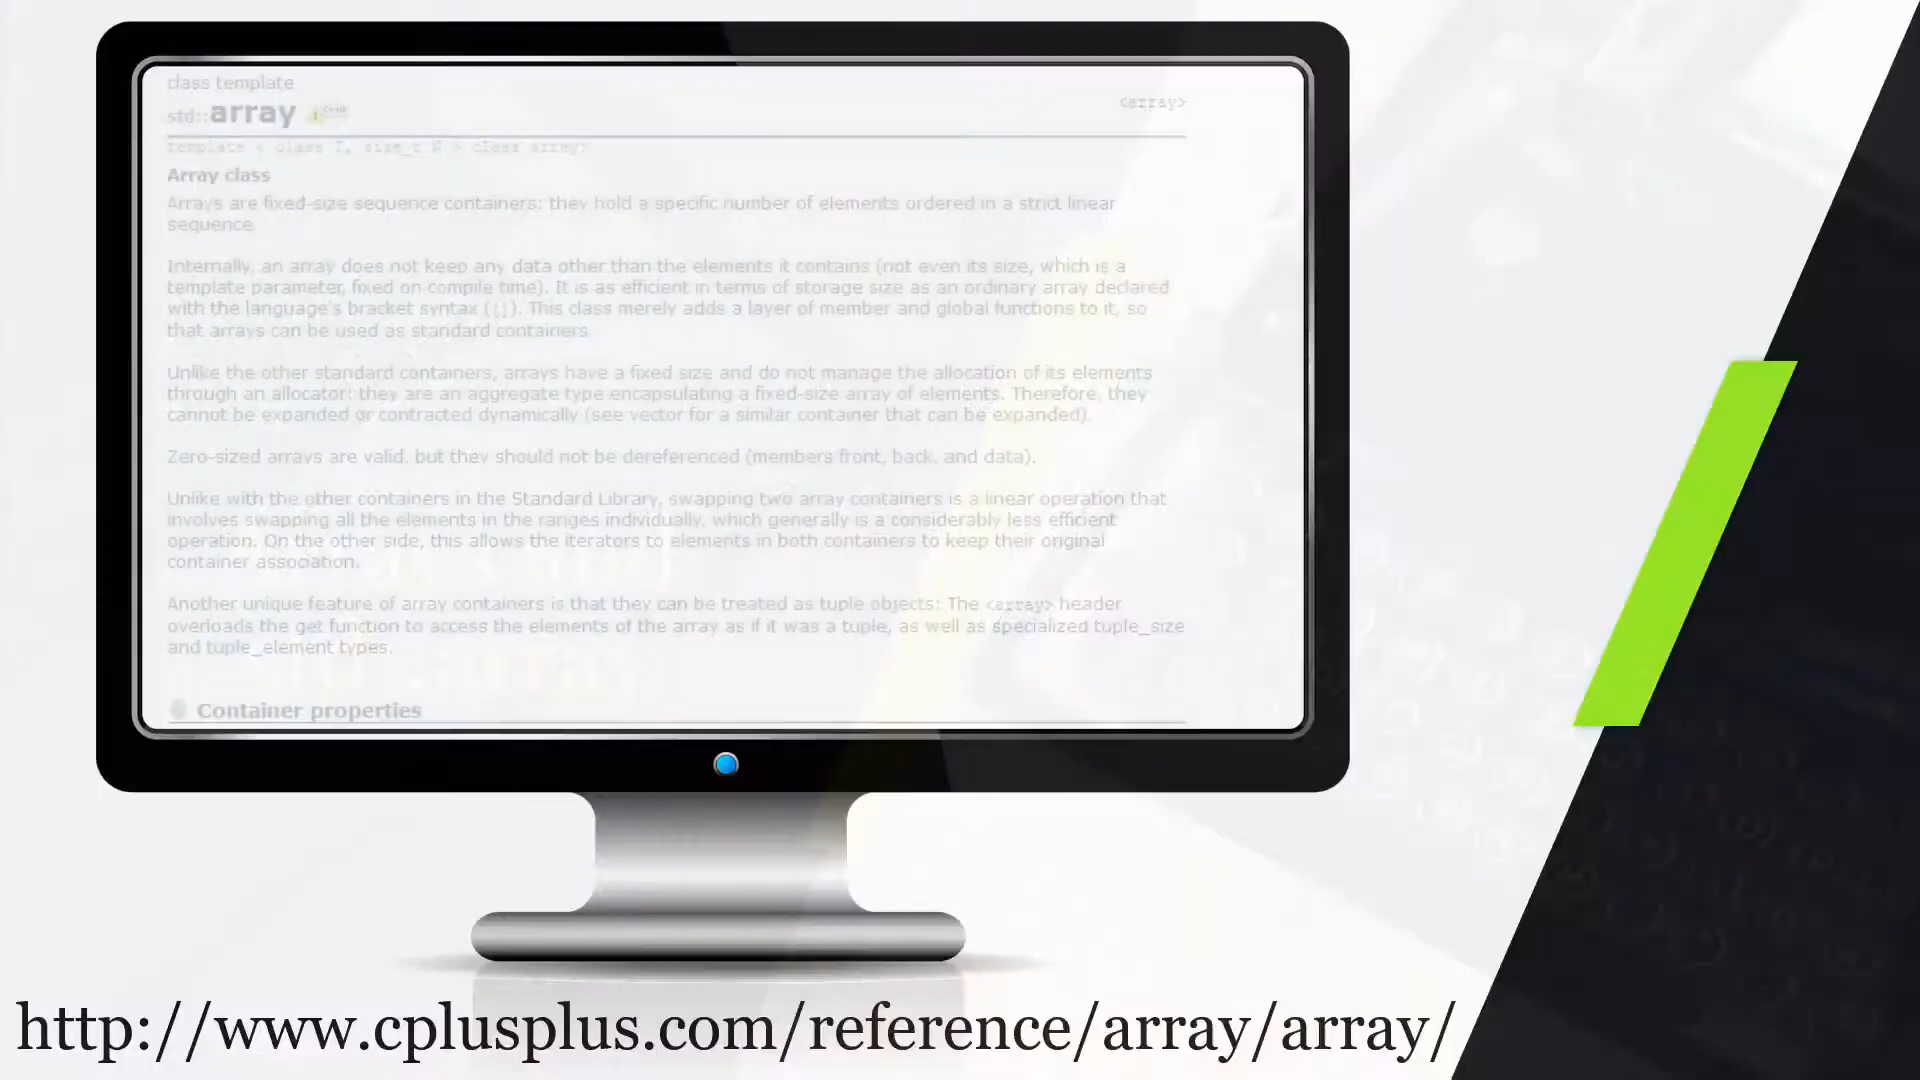 class template
<array>
std::array
template < class T, size_t N > class array;
Array class
Arrays are fixed-size sequence containers: they hold a specific number of elements ordered in a strict linear
sequence.
Internally, an array does not keep any data other than the elements it contains (not even its size, which is a
template parameter, fixed on compile time). It is as efficient in terms of storage size as an ordinary array declared
with the language's bracket syntax ([]). This class merely adds a layer of member and global functions to it, so
that arrays can be used as standard containers.
Unlike the other standard containers, arrays have a fixed size and do not manage the allocation of its elements
through an allocator: they are an aggregate type encapsulating a fixed-size array of elements. Therefore, they
cannot be expanded or contracted dynamically (see vector for a similar container that can be expanded).
Zero-sized arrays are valid, but they should not be dereferenced (members front, back, and data).
Unlike with the other containers in the Standard Library, swapping two array containers is a linear operation that
involves swapping all the elements in the ranges individually, which generally is a considerably less efficient
operation. On the other side, this allows the iterators to elements in both containers to keep their original
container association.
Another unique feature of array containers is that they can be treated as tuple objects: The <array> header
overloads the get function to access the elements of the array as if it was a tuple, as well as specialized tuple_size
and tuple_element types.
Container properties
http://www.cplusplus.com/reference/array/array/